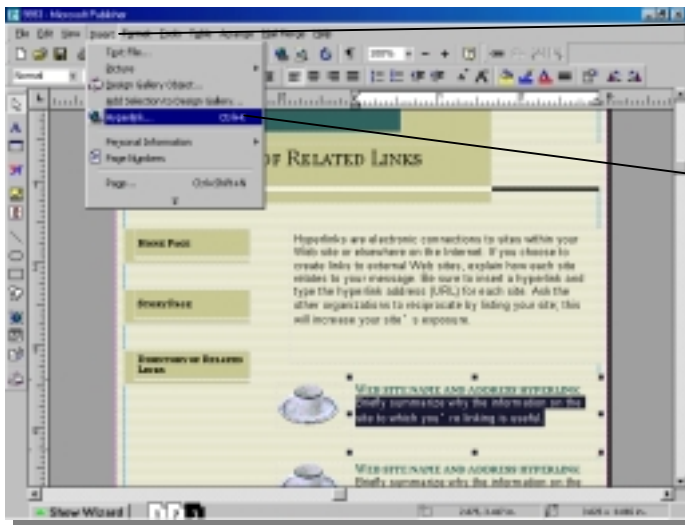 9993 - Microsoft Publisher
File Edit View Insert Format Tools Table Arrange Mail Merge Help
Text File...
Picture
Design Gallery Object...
Add Selection to Design Gallery...
Hyperlink... Ctrl+K
Personal Information
Page Numbers
Page... Ctrl+Shift+N
Normal
100%
OF RELATED LINKS
HOME PAGE
STORY PAGE
DIRECTORY OF RELATED
LINKS
Hyperlinks are electronic connections to sites within your
Web site or elsewhere on the Internet. If you choose to
create links to external Web sites, explain how each site
relates to your message. Be sure to insert a hyperlink and
type the hyperlink address (URL) for each site. Ask the
other organizations to reciprocate by listing your site; this
will increase your site's exposure.
WEB SITE NAME AND ADDRESS HYPERLINK
Briefly summarize why the information on the
site to which you're linking is useful.
WEB SITE NAME AND ADDRESS HYPERLINK
Briefly summarize why the information on the
Show Wizard
1 2 3